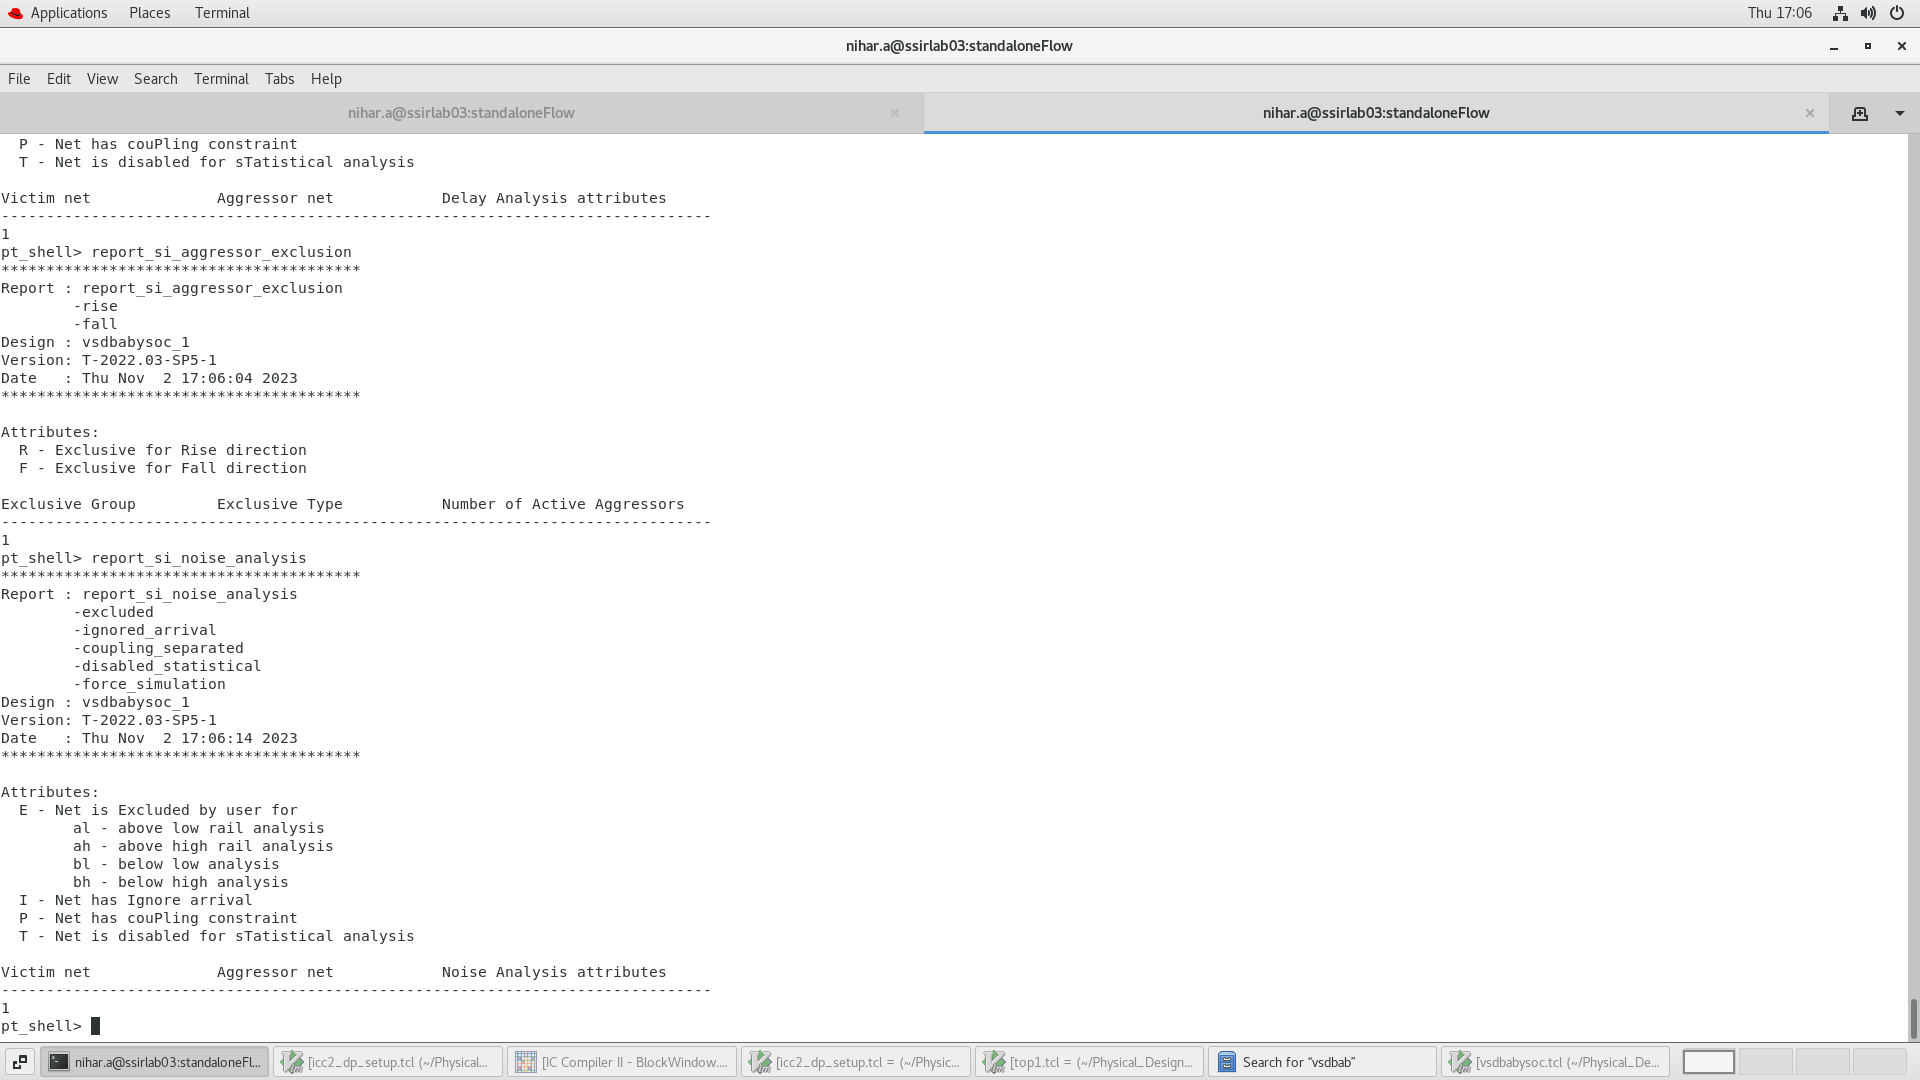 Applications Places Terminal Thu 17:06
nihar.a@ssirlab03:standaloneFlow
File Edit View Search Terminal Tabs Help
nihar.a@ssirlab03:standaloneFlow × nihar.a@ssirlab03:standaloneFlow ×
  P - Net has couPling constraint
  T - Net is disabled for sTatistical analysis
Victim net              Aggressor net            Delay Analysis attributes
-------------------------------------------------------------------------------
1
pt_shell> report_si_aggressor_exclusion
****************************************
Report : report_si_aggressor_exclusion
        -rise
        -fall
Design : vsdbabysoc_1
Version: T-2022.03-SP5-1
Date   : Thu Nov  2 17:06:04 2023
****************************************
Attributes:
  R - Exclusive for Rise direction
  F - Exclusive for Fall direction
Exclusive Group         Exclusive Type           Number of Active Aggressors
-------------------------------------------------------------------------------
1
pt_shell> report_si_noise_analysis
****************************************
Report : report_si_noise_analysis
        -excluded
        -ignored_arrival
        -coupling_separated
        -disabled_statistical
        -force_simulation
Design : vsdbabysoc_1
Version: T-2022.03-SP5-1
Date   : Thu Nov  2 17:06:14 2023
****************************************
Attributes:
  E - Net is Excluded by user for
        al - above low rail analysis
        ah - above high rail analysis
        bl - below low analysis
        bh - below high analysis
  I - Net has Ignore arrival
  P - Net has couPling constraint
  T - Net is disabled for sTatistical analysis
Victim net              Aggressor net            Noise Analysis attributes
-------------------------------------------------------------------------------
1
pt_shell>
nihar.a@ssirlab03:standaloneFl... [icc2_dp_setup.tcl (~/Physical... [IC Compiler II - BlockWindow.... [icc2_dp_setup.tcl = (~/Physic... [top1.tcl = (~/Physical_Design... Search for “vsdbab” [vsdbabysoc.tcl (~/Physical_De...